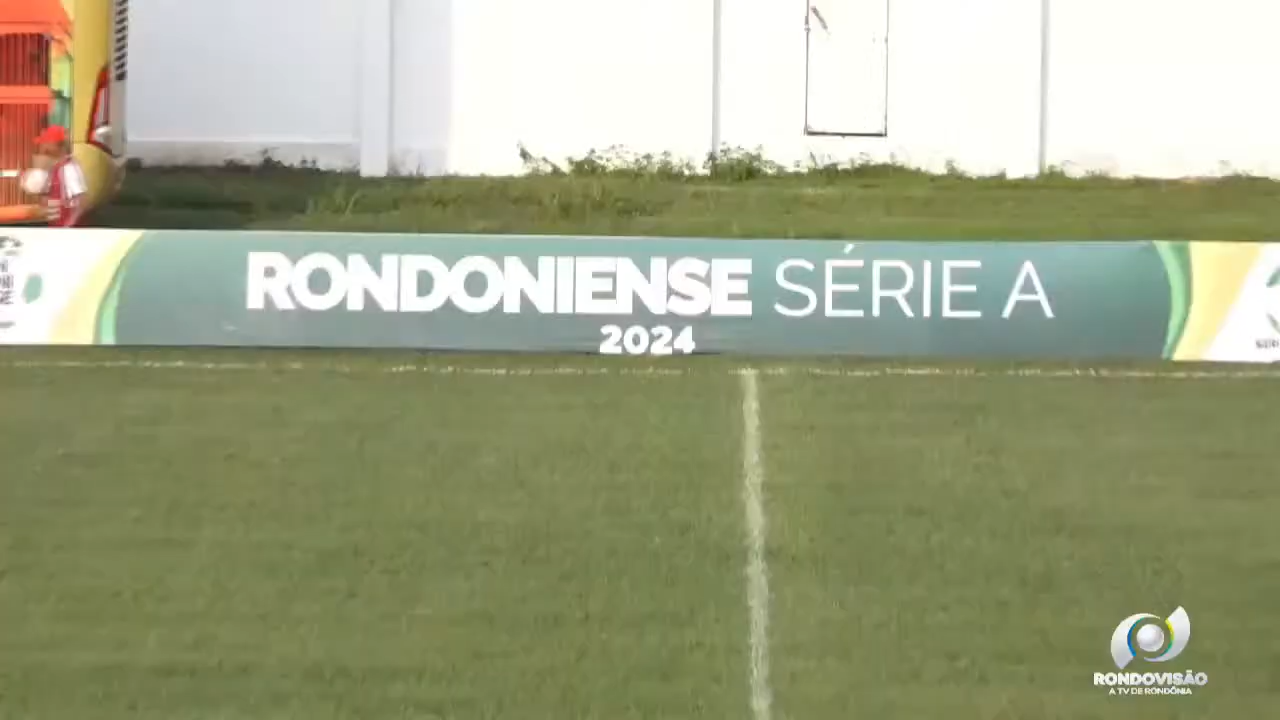 RONDONIENSE SÉRIE A
2024
RONDOVISÃO
A TV DE RONDÔNIA